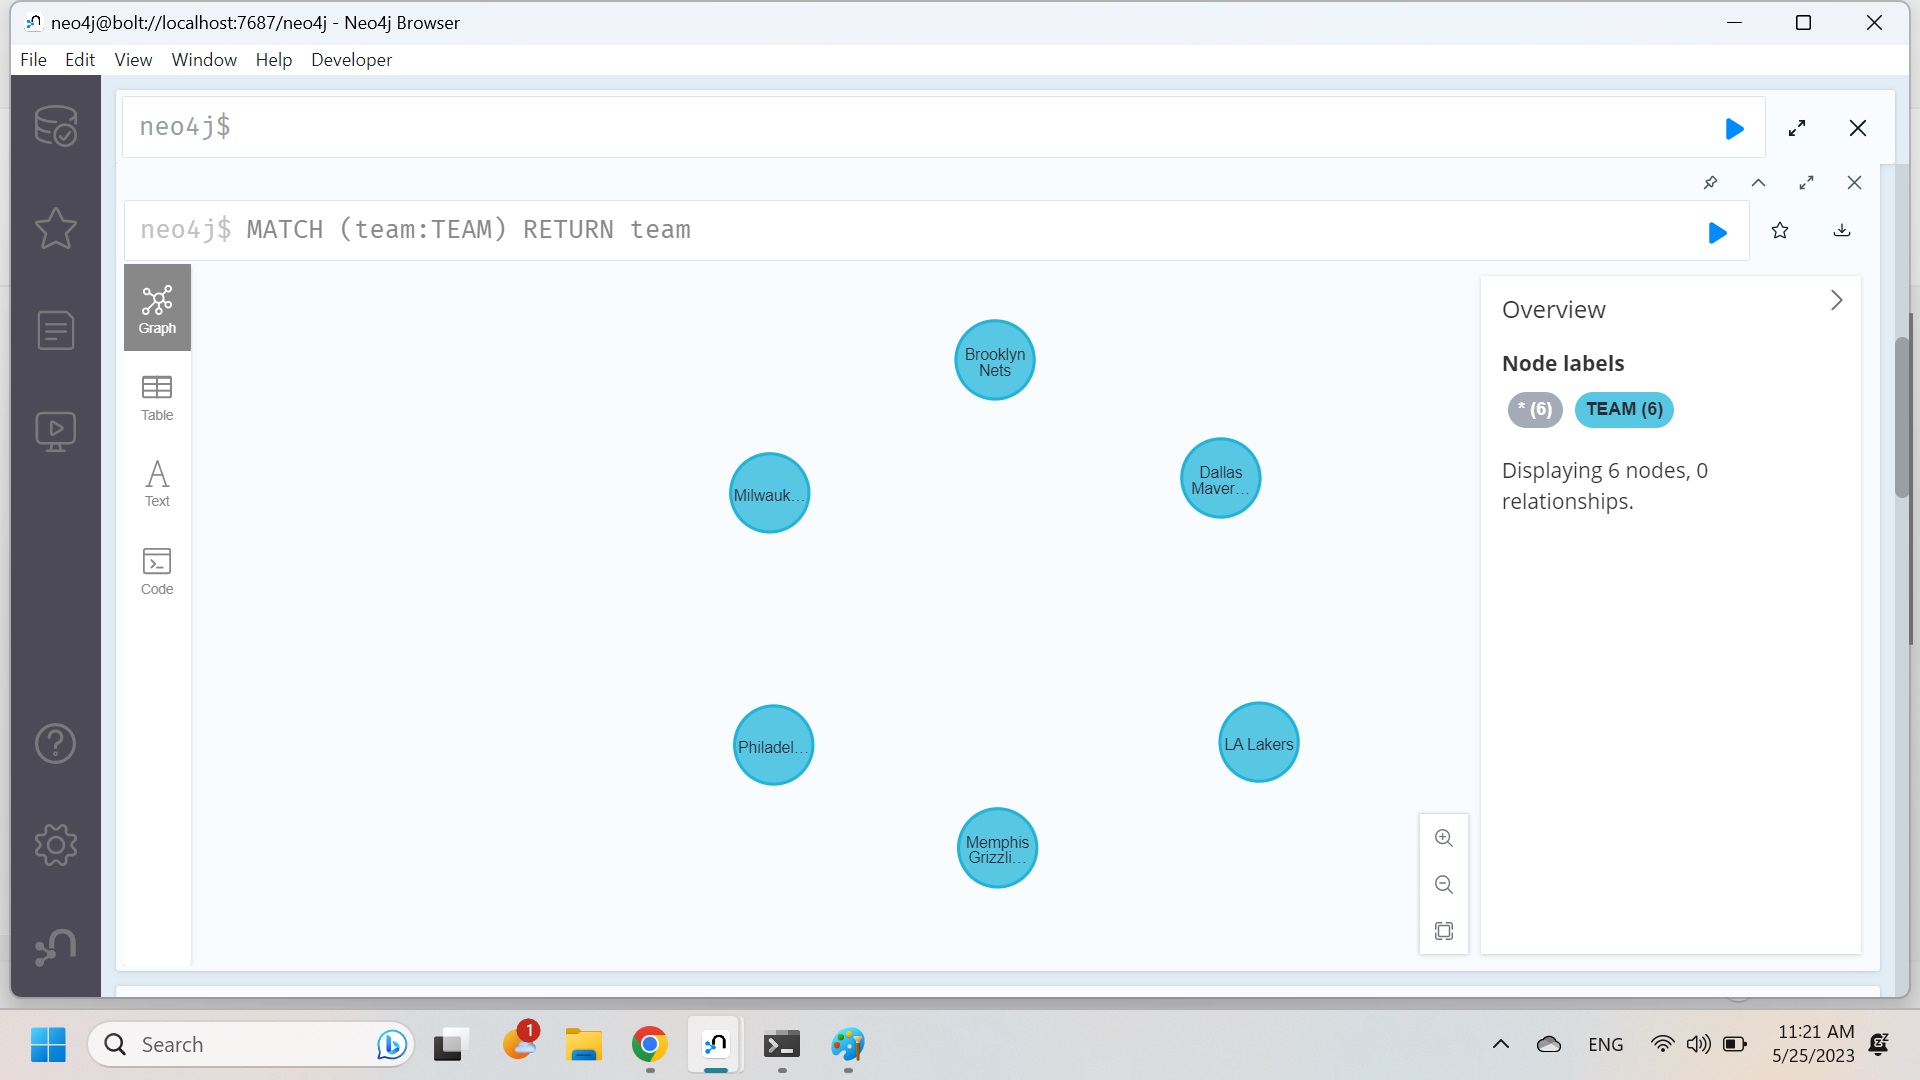 neo4j@bolt://localhost:7687/neo4j - Neo4j Browser
File Edit View Window Help Developer
neo4j$
neo4j$ MATCH (team:TEAM) RETURN team
Graph
Table
Text
Code
Brooklyn
Nets
Milwauk...
Dallas
Maver...
Philadel...
LA Lakers
Memphis
Grizzli...
Overview
Node labels
* (6) TEAM (6)
Displaying 6 nodes, 0
relationships.
Search
1
ENG
11:21 AM
5/25/2023